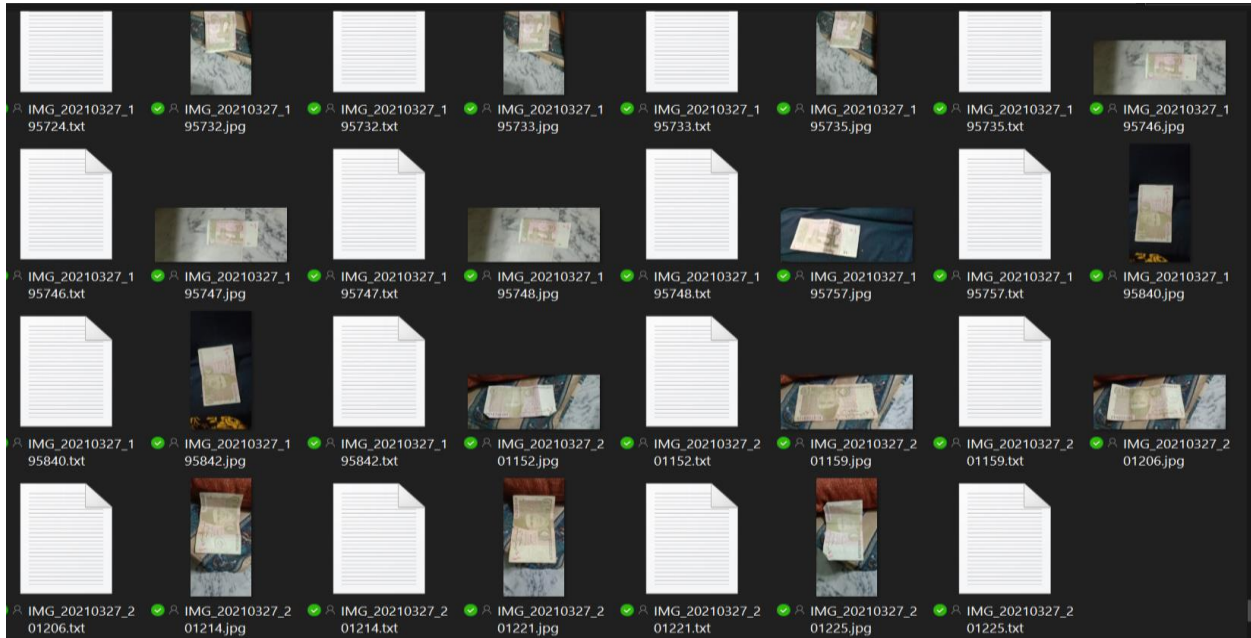 IMG_20210327_1
95724.txt
IMG_20210327_1
95732.jpg
IMG_20210327_1
95732.txt
IMG_20210327_1
95733.jpg
IMG_20210327_1
95733.txt
IMG_20210327_1
95735.jpg
IMG_20210327_1
95735.txt
IMG_20210327_1
95746.jpg
IMG_20210327_1
95746.txt
IMG_20210327_1
95747.jpg
IMG_20210327_1
95747.txt
IMG_20210327_1
95748.jpg
IMG_20210327_1
95748.txt
IMG_20210327_1
95757.jpg
IMG_20210327_1
95757.txt
IMG_20210327_1
95840.jpg
IMG_20210327_1
95840.txt
IMG_20210327_1
95842.jpg
IMG_20210327_1
95842.txt
IMG_20210327_2
01152.jpg
IMG_20210327_2
01152.txt
IMG_20210327_2
01159.jpg
IMG_20210327_2
01159.txt
IMG_20210327_2
01206.jpg
IMG_20210327_2
01206.txt
IMG_20210327_2
01214.jpg
IMG_20210327_2
01214.txt
IMG_20210327_2
01221.jpg
IMG_20210327_2
01221.txt
IMG_20210327_2
01225.jpg
IMG_20210327_2
01225.txt